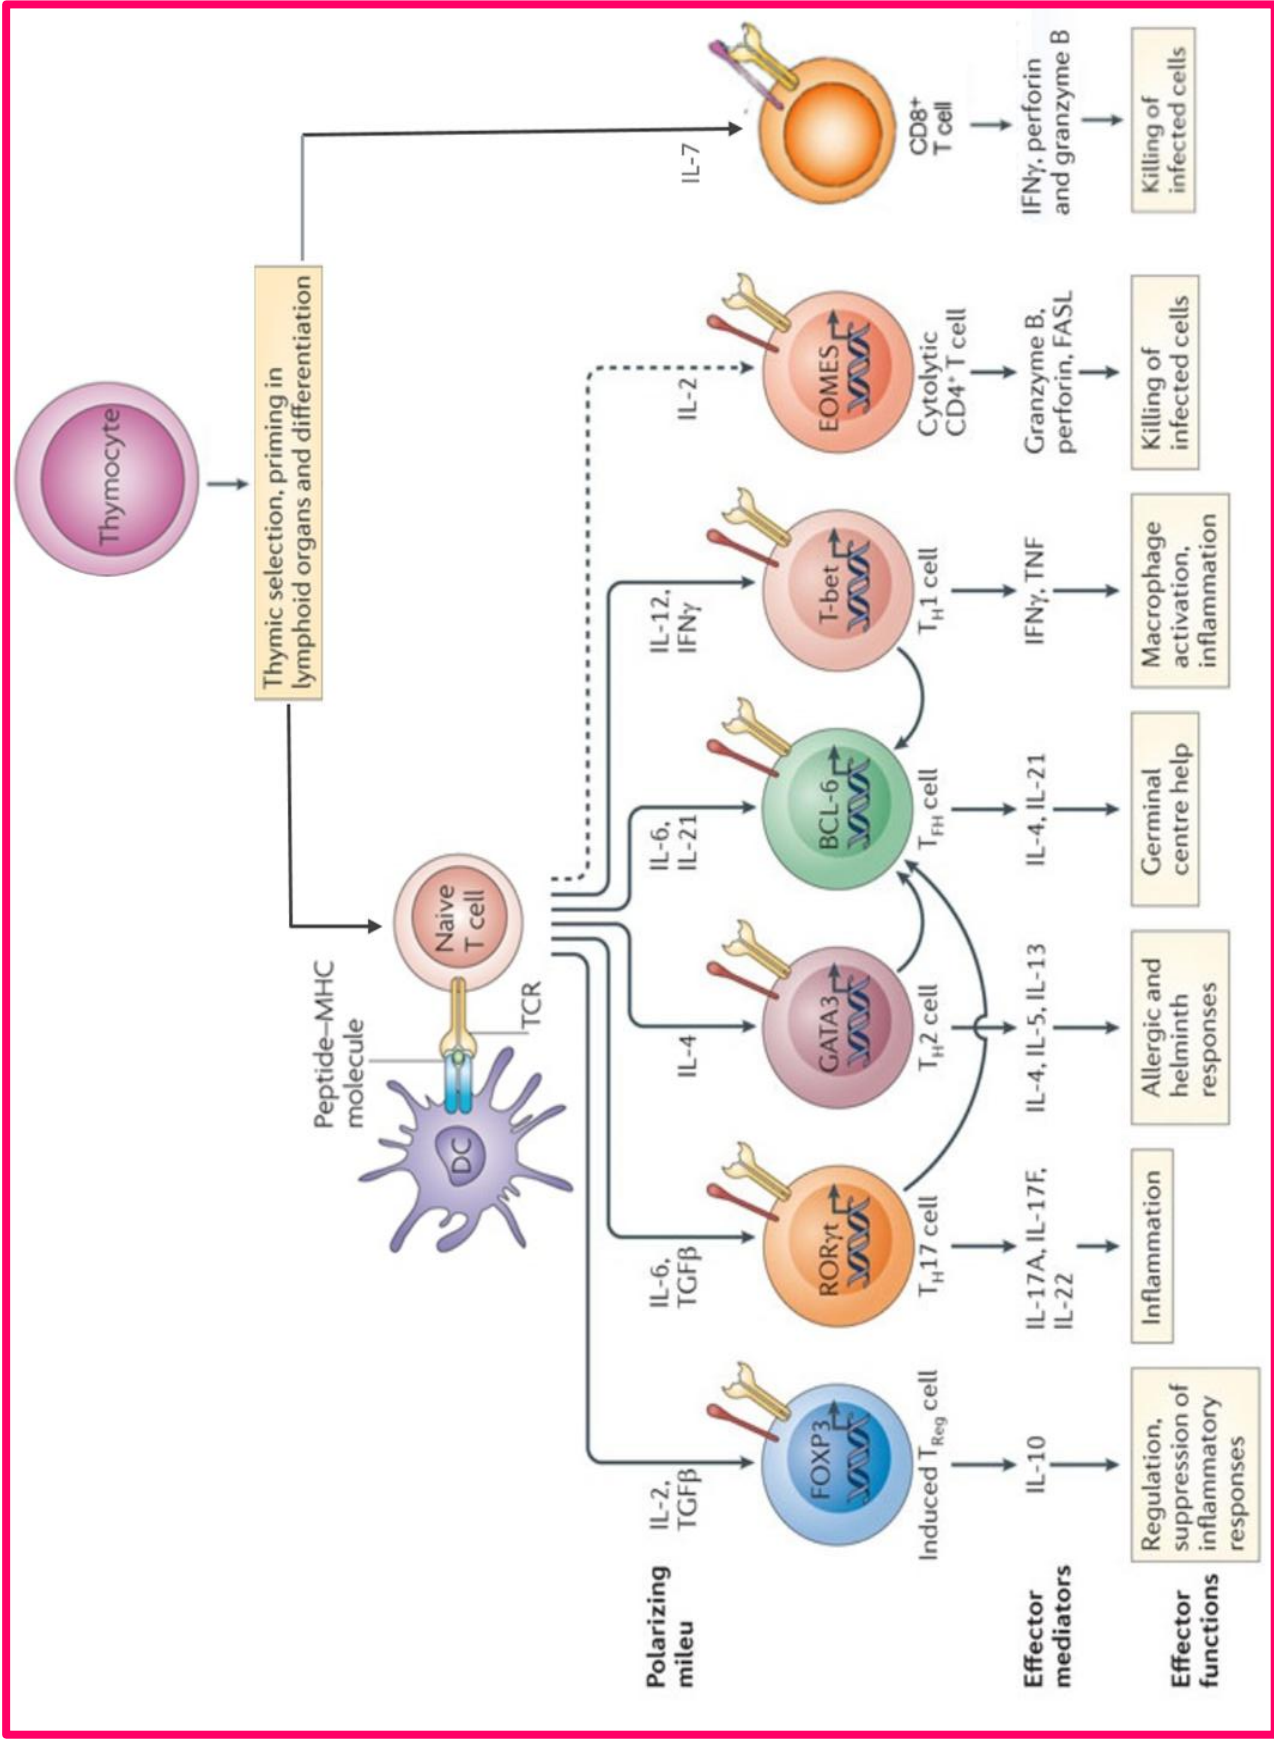 Thymocyte
Thymic selection, priming in
lymphoid organs and differentiation
Peptide–MHC
molecule
DC
TCR
Naive
T cell
Polarizing
mileu
IL-2,
TGFβ
IL-6,
TGFβ
IL-4
IL-6,
IL-21
IL-12,
IFNγ
IL-2
IL-7
FOXP3
RORγt
GATA3
BCL-6
T-bet
EOMES
Induced TReg cell
TH17 cell
TH2 cell
TFH cell
TH1 cell
Cytolytic
CD4+ T cell
CD8+
T cell
Effector
mediators
IL-10
IL-17A, IL-17F,
IL-22
IL-4, IL-5, IL-13
IL-4, IL-21
IFNγ, TNF
Granzyme B,
perforin, FASL
IFNγ, perforin
and granzyme B
Effector
functions
Regulation,
suppression of
inflammatory
responses
Inflammation
Allergic and
helminth
responses
Germinal
centre help
Macrophage
activation,
inflammation
Killing of
infected cells
Killing of
infected cells